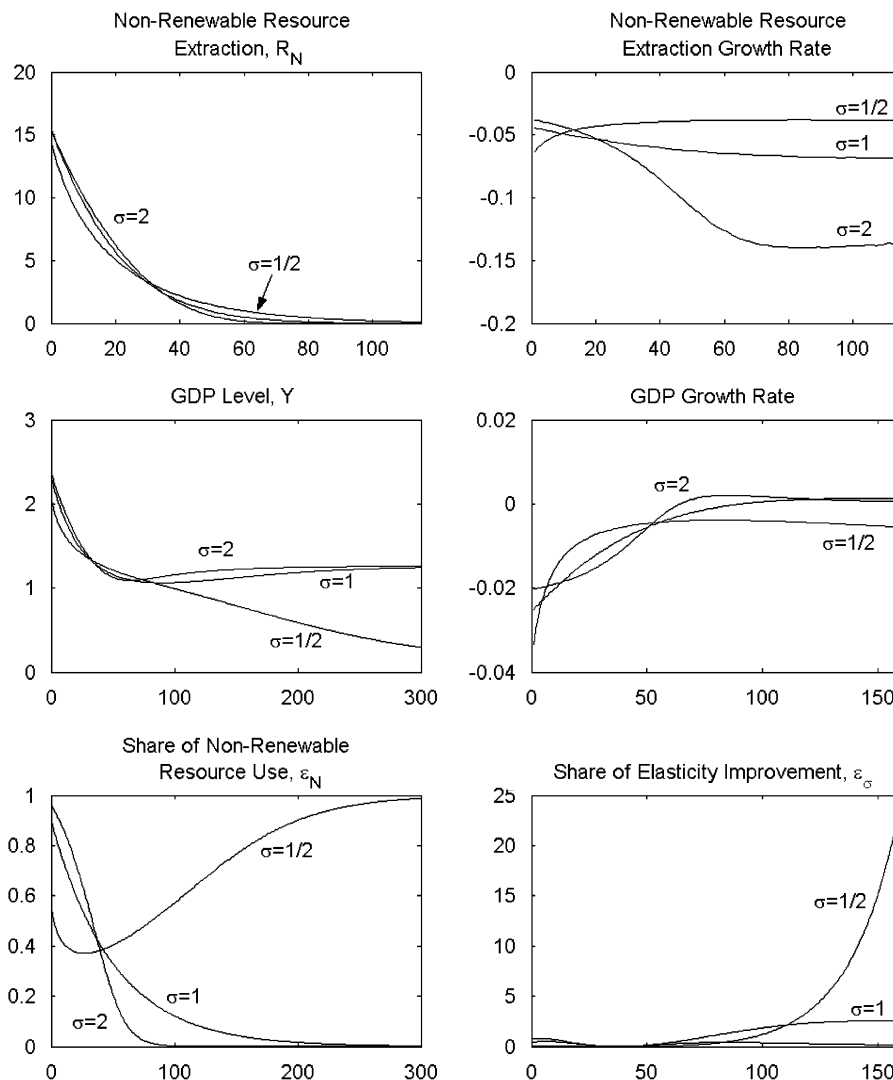 Non-Renewable Resource
Extraction, R_N
20
15
10
5
0
0 20 40 60 80 100
σ=2
σ=1/2
Non-Renewable Resource
Extraction Growth Rate
0
-0.05
-0.1
-0.15
-0.2
0 20 40 60 80 100
σ=1/2
σ=1
σ=2
GDP Level, Y
3
2
1
0
0 100 200 300
σ=2
σ=1
σ=1/2
GDP Growth Rate
0.02
0
-0.02
-0.04
0 50 100 150
σ=2
σ=1/2
Share of Non-Renewable
Resource Use, ε_N
1
0.8
0.6
0.4
0.2
0
0 100 200 300
σ=1/2
σ=1
σ=2
Share of Elasticity Improvement, ε_σ
25
20
15
10
5
0
0 50 100 150
σ=1/2
σ=1